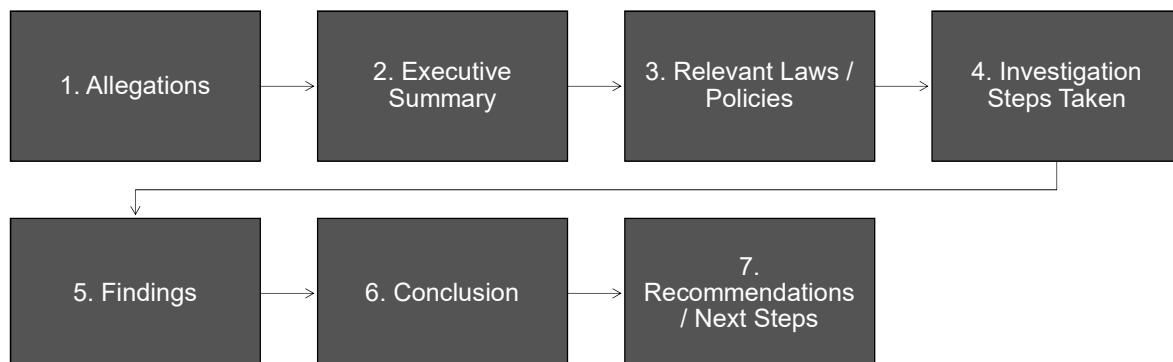 1. Allegations
2. Executive
Summary
3. Relevant Laws /
Policies
4. Investigation
Steps Taken
5. Findings
6. Conclusion
7.
Recommendations
/ Next Steps